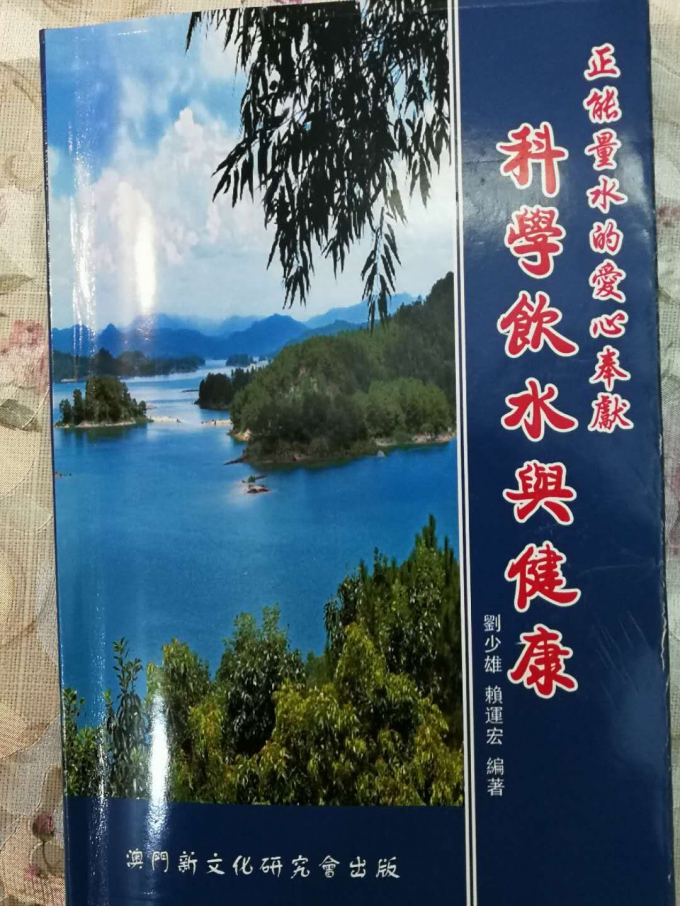 正能量水的愛心奉獻
科學飲水與健康
劉少雄 賴運宏 編著
澳門新文化研究會出版